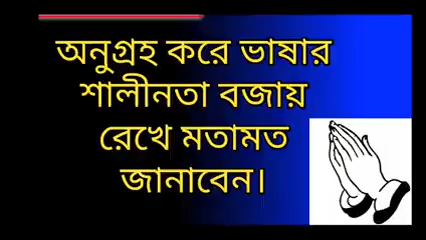 অনুগ্রহ করে ভাষার
শালীনতা বজায়
রেখে মতামত
জানাবেন।